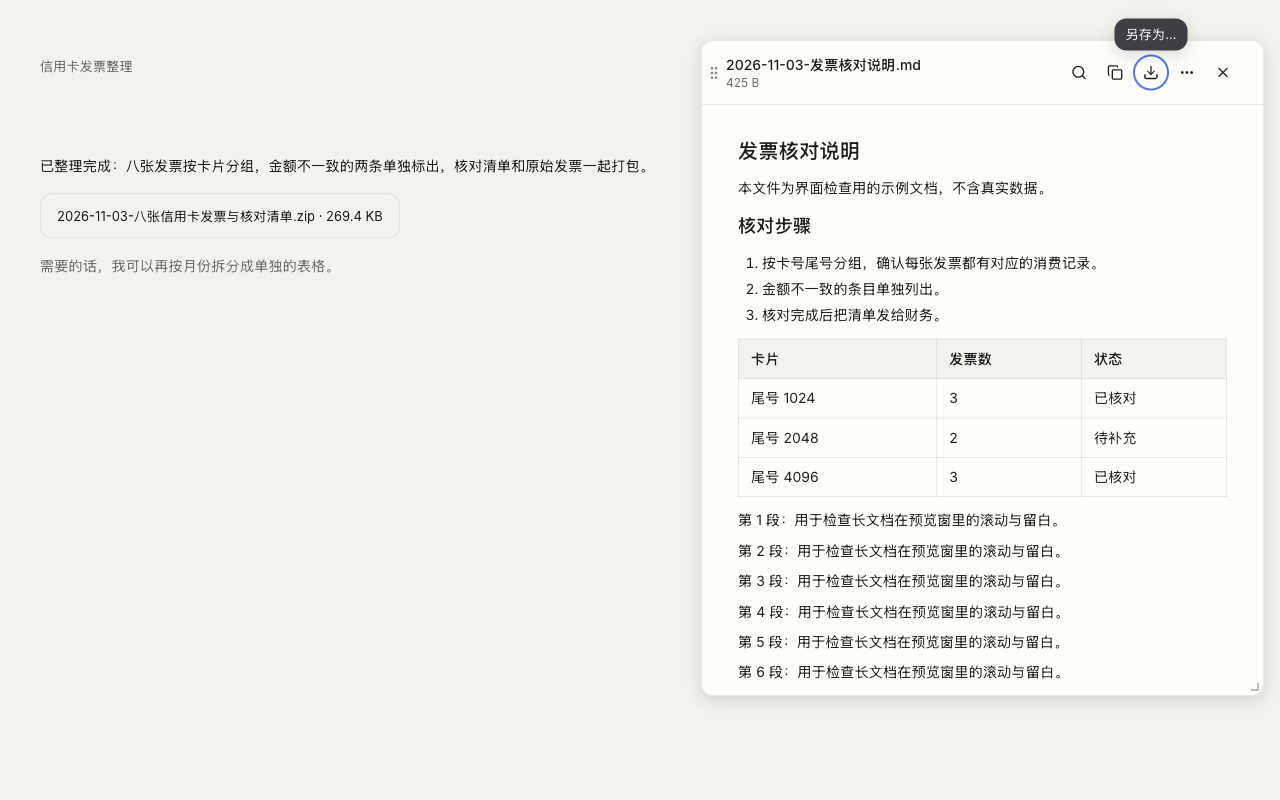 信用卡发票整理
已整理完成：八张发票按卡片分组，金额不一致的两条单独标出，核对清单和原始发票一起打包。
2026-11-03-八张信用卡发票与核对清单.zip · 269.4 KB
需要的话，我可以再按月份拆分成单独的表格。
另存为…
2026-11-03-发票核对说明.md
425 B
发票核对说明
本文件为界面检查用的示例文档，不含真实数据。
核对步骤
1. 按卡号尾号分组，确认每张发票都有对应的消费记录。
2. 金额不一致的条目单独列出。
3. 核对完成后把清单发给财务。
卡片 发票数 状态
尾号 1024 3 已核对
尾号 2048 2 待补充
尾号 4096 3 已核对
第 1 段：用于检查长文档在预览窗里的滚动与留白。
第 2 段：用于检查长文档在预览窗里的滚动与留白。
第 3 段：用于检查长文档在预览窗里的滚动与留白。
第 4 段：用于检查长文档在预览窗里的滚动与留白。
第 5 段：用于检查长文档在预览窗里的滚动与留白。
第 6 段：用于检查长文档在预览窗里的滚动与留白。